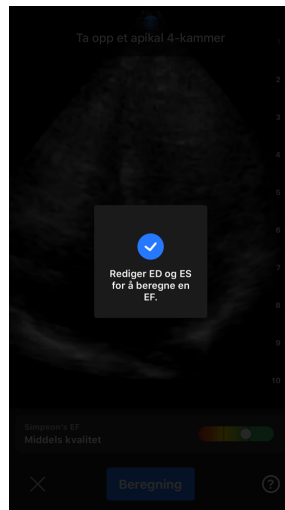 Ta opp et apikal 4-kammer
1
2
3
4
5
6
7
8
9
10
Rediger ED og ES
for å beregne en
EF.
Simpson's EF
Middels kvalitet
Beregning
?